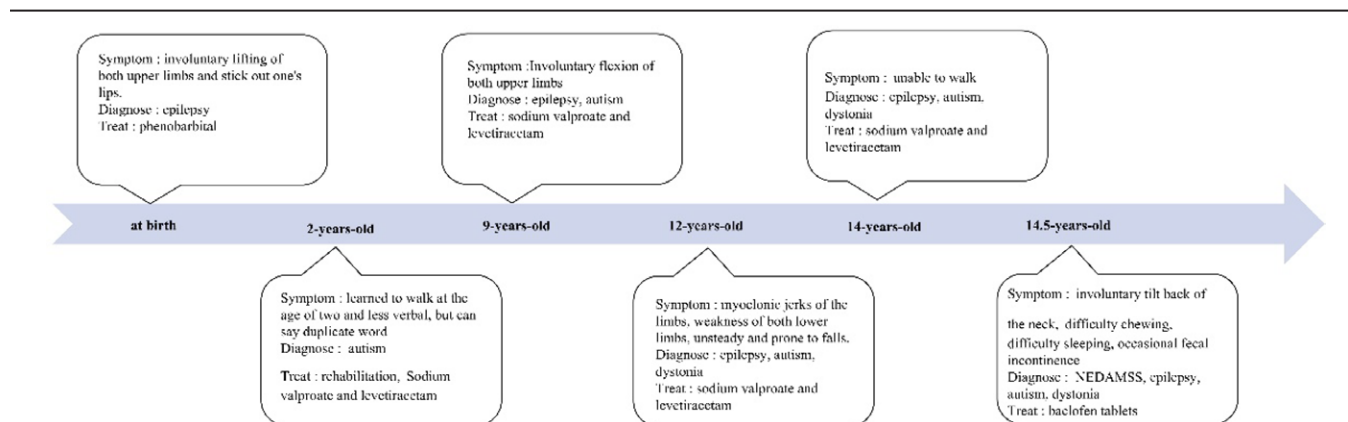 Symptom : involuntary lifting of
both upper limbs and stick out one's
lips.
Diagnose : epilepsy
Treat : phenobarbital
Symptom :Involuntary flexion of
both upper limbs
Diagnose : epilepsy, autism
Treat : sodium valproate and
levetiracetam
Symptom : unable to walk
Diagnose : epilepsy, autism,
dystonia
Treat : sodium valproate and
levetiracetam
at birth
2-years-old
9-years-old
12-years-old
14-years-old
14.5-years-old
Symptom : learned to walk at the
age of two and less verbal, but can
say duplicate word
Diagnose : autism
Treat : rehabilitation, Sodium
valproate and levetiracetam
Symptom : myoclonic jerks of the
limbs, weakness of both lower
limbs, unsteady and prone to falls.
Diagnose : epilepsy, autism,
dystonia
Treat : sodium valproate and
levetiracetam
Symptom : involuntary tilt back of
the neck, difficulty chewing,
difficulty sleeping, occasional fecal
incontinence
Diagnose : NEDAMSS, epilepsy,
autism, dystonia
Treat : baclofen tablets